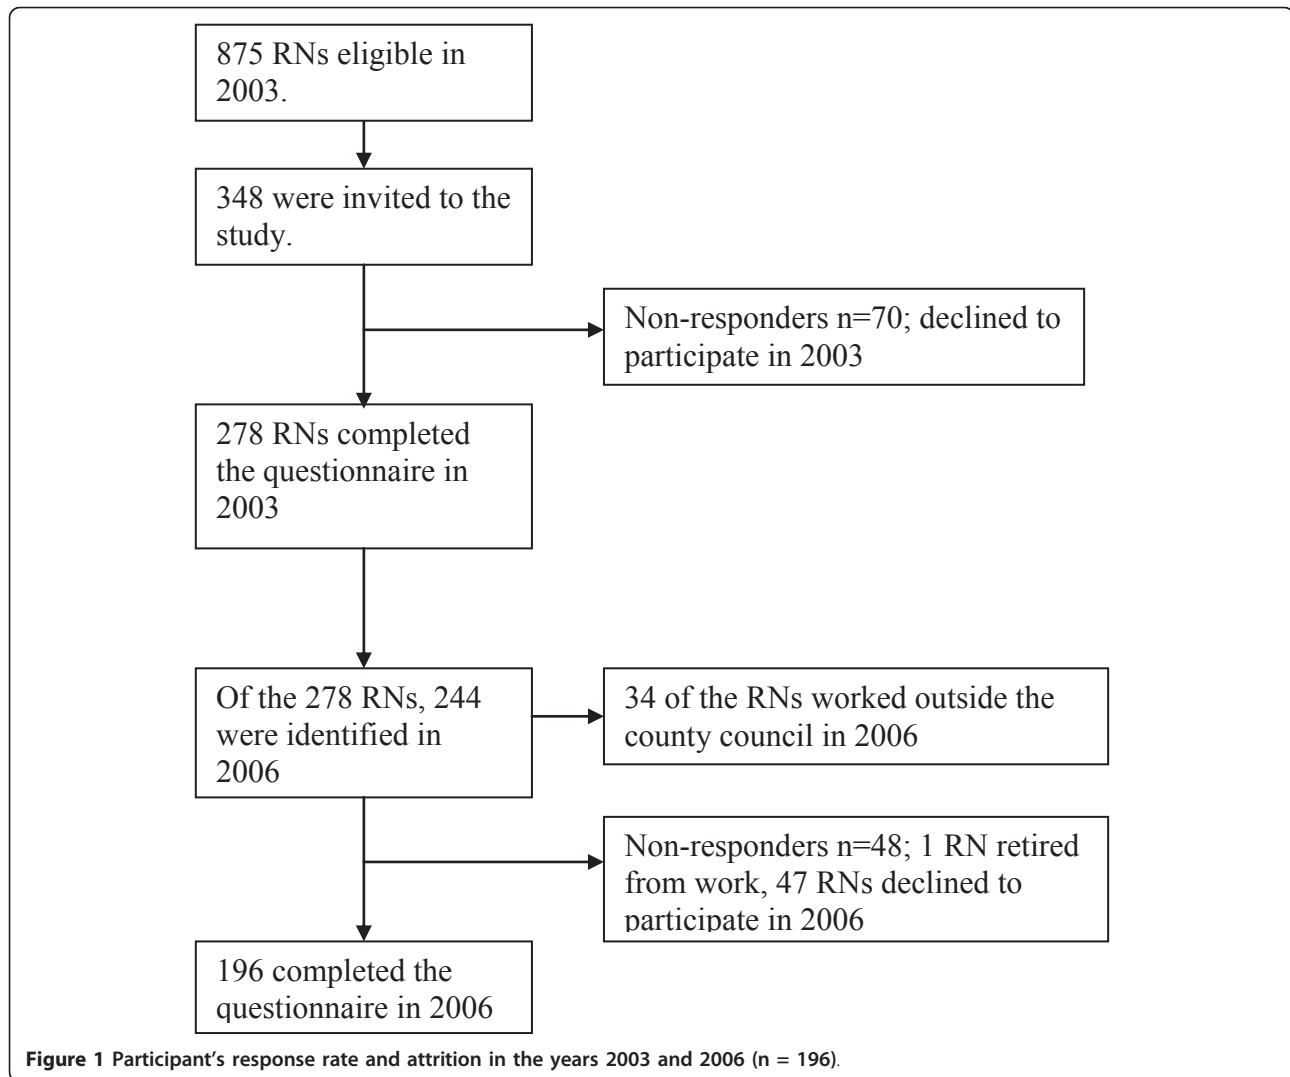 875 RNs eligible in
2003.
348 were invited to the
study.
Non-responders n=70; declined to
participate in 2003
278 RNs completed
the questionnaire in
2003
Of the 278 RNs, 244
were identified in
2006
34 of the RNs worked outside the
county council in 2006
Non-responders n=48; 1 RN retired
from work, 47 RNs declined to
participate in 2006
196 completed the
questionnaire in 2006
Figure 1 Participant's response rate and attrition in the years 2003 and 2006 (n = 196).